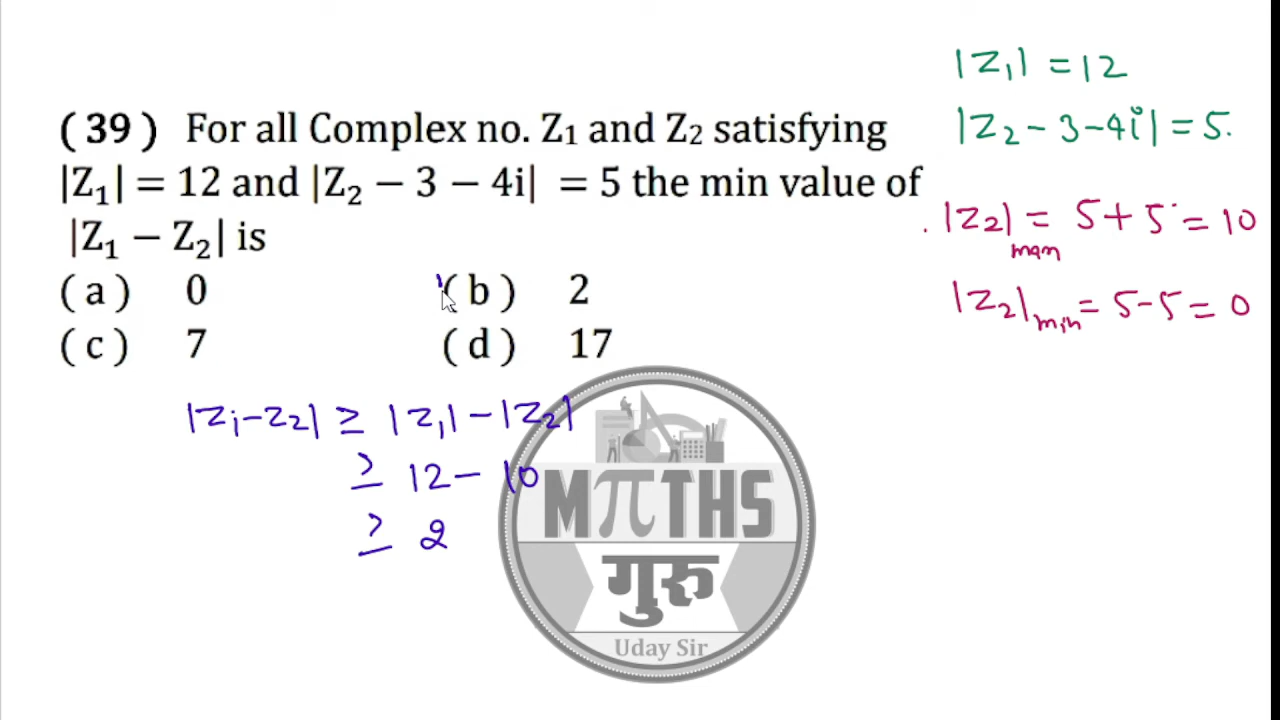 ( 39 ) For all Complex no. Z₁ and Z₂ satisfying
|Z₁| = 12 and |Z₂ − 3 − 4i| = 5 the min value of
|Z₁ − Z₂| is
( a ) 0 ( b ) 2
( c ) 7 ( d ) 17
|z₁| = 12
|z₂ - 3 - 4i| = 5.
|z₂|max = 5 + 5 = 10
|z₂|min = 5 - 5 = 0
|z₁-z₂| ≥ |z₁| - |z₂|
≥ 12 - 10
≥ 2
MπTHS
गुरु
Uday Sir